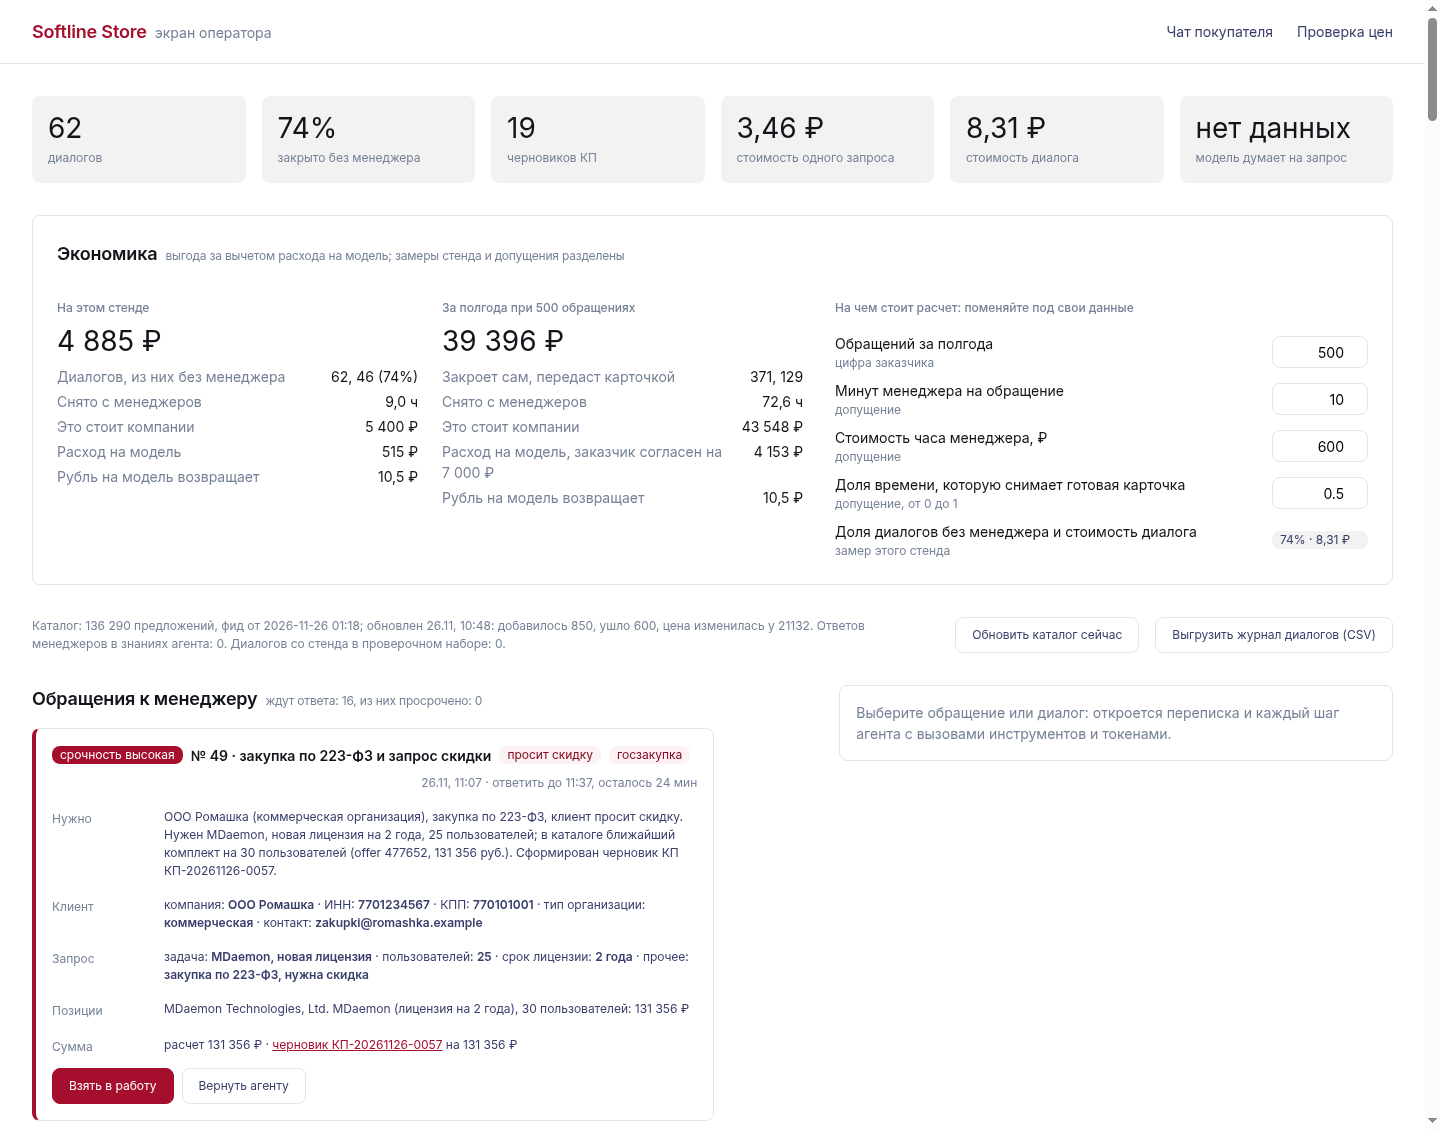 Softline Store экран оператора
Чат покупателя
Проверка цен
62
диалогов
74%
закрыто без менеджера
19
черновиков КП
3,46 ₽
стоимость одного запроса
8,31 ₽
стоимость диалога
нет данных
модель думает на запрос
Экономика выгода за вычетом расхода на модель; замеры стенда и допущения разделены
На этом стенде
4 885 ₽
Диалогов, из них без менеджера 62, 46 (74%)
Снято с менеджеров 9,0 ч
Это стоит компании 5 400 ₽
Расход на модель 515 ₽
Рубль на модель возвращает 10,5 ₽
За полгода при 500 обращениях
39 396 ₽
Закроет сам, передаст карточкой 371, 129
Снято с менеджеров 72,6 ч
Это стоит компании 43 548 ₽
Расход на модель, заказчик согласен на 4 153 ₽
7 000 ₽
Рубль на модель возвращает 10,5 ₽
На чем стоит расчет: поменяйте под свои данные
Обращений за полгода 500
цифра заказчика
Минут менеджера на обращение 10
допущение
Стоимость часа менеджера, ₽ 600
допущение
Доля времени, которую снимает готовая карточка 0.5
допущение, от 0 до 1
Доля диалогов без менеджера и стоимость диалога 74% · 8,31 ₽
замер этого стенда
Каталог: 136 290 предложений, фид от 2026-11-26 01:18; обновлен 26.11, 10:48: добавилось 850, ушло 600, цена изменилась у 21132. Ответов
менеджеров в знаниях агента: 0. Диалогов со стенда в проверочном наборе: 0.
Обновить каталог сейчас
Выгрузить журнал диалогов (CSV)
Обращения к менеджеру ждут ответа: 16, из них просрочено: 0
срочность высокая № 49 · закупка по 223-ФЗ и запрос скидки просит скидку госзакупка
26.11, 11:07 · ответить до 11:37, осталось 24 мин
Нужно ООО Ромашка (коммерческая организация), закупка по 223-ФЗ, клиент просит скидку.
Нужен MDaemon, новая лицензия на 2 года, 25 пользователей; в каталоге ближайший
комплект на 30 пользователей (offer 477652, 131 356 руб.). Сформирован черновик КП
КП-20261126-0057.
Клиент компания: ООО Ромашка · ИНН: 7701234567 · КПП: 770101001 · тип организации:
коммерческая · контакт: zakupki@romashka.example
Запрос задача: MDaemon, новая лицензия · пользователей: 25 · срок лицензии: 2 года · прочее:
закупка по 223-ФЗ, нужна скидка
Позиции MDaemon Technologies, Ltd. MDaemon (лицензия на 2 года), 30 пользователей: 131 356 ₽
Сумма расчет 131 356 ₽ · черновик КП-20261126-0057 на 131 356 ₽
Взять в работу
Вернуть агенту
Выберите обращение или диалог: откроется переписка и каждый шаг
агента с вызовами инструментов и токенами.